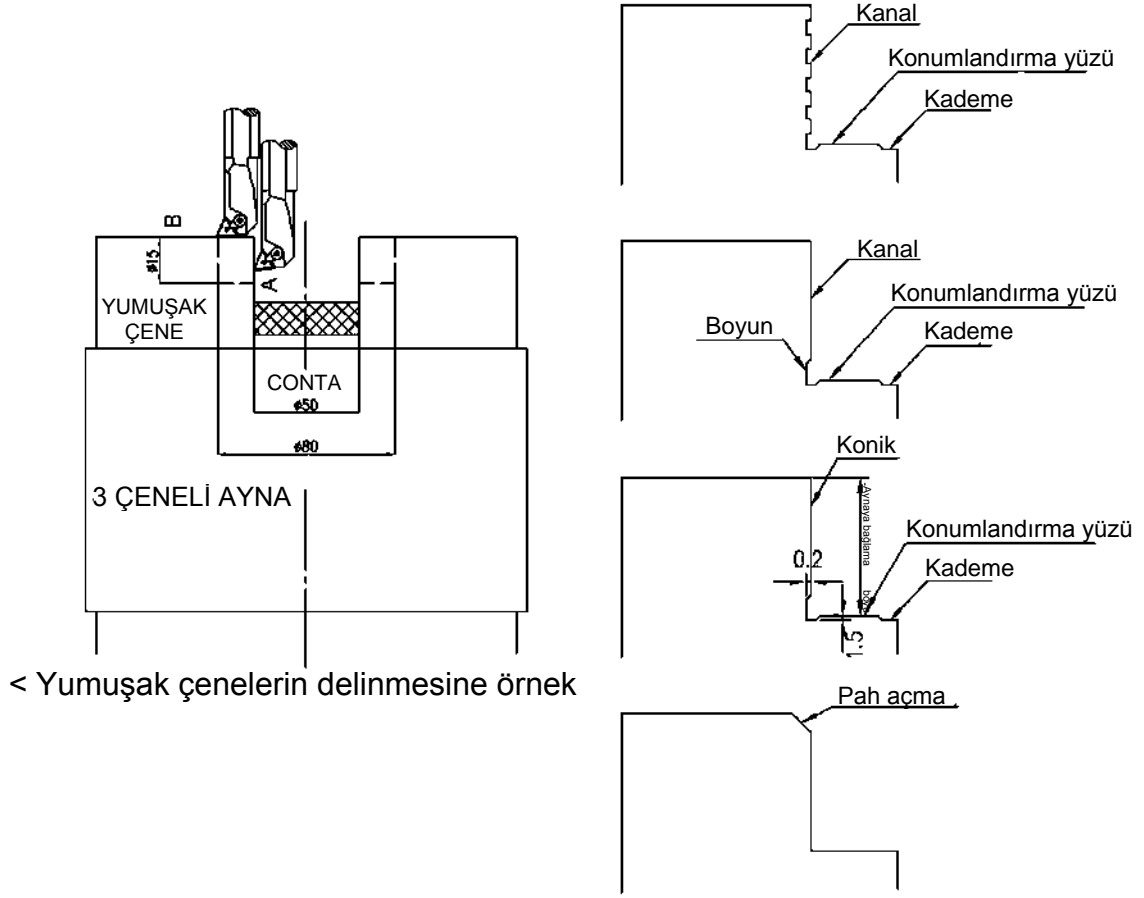 B
ø15
A
YUMUŞAK
ÇENE
CONTA
ø50
ø80
3 ÇENELİ AYNA
< Yumuşak çenelerin delinmesine örnek
Kanal
Konumlandırma yüzü
Kademe
Kanal
Konumlandırma yüzü
Boyun
Kademe
Konik
Aynaya bağlama boyu
Konumlandırma yüzü
0.2
Kademe
1.5
Pah açma